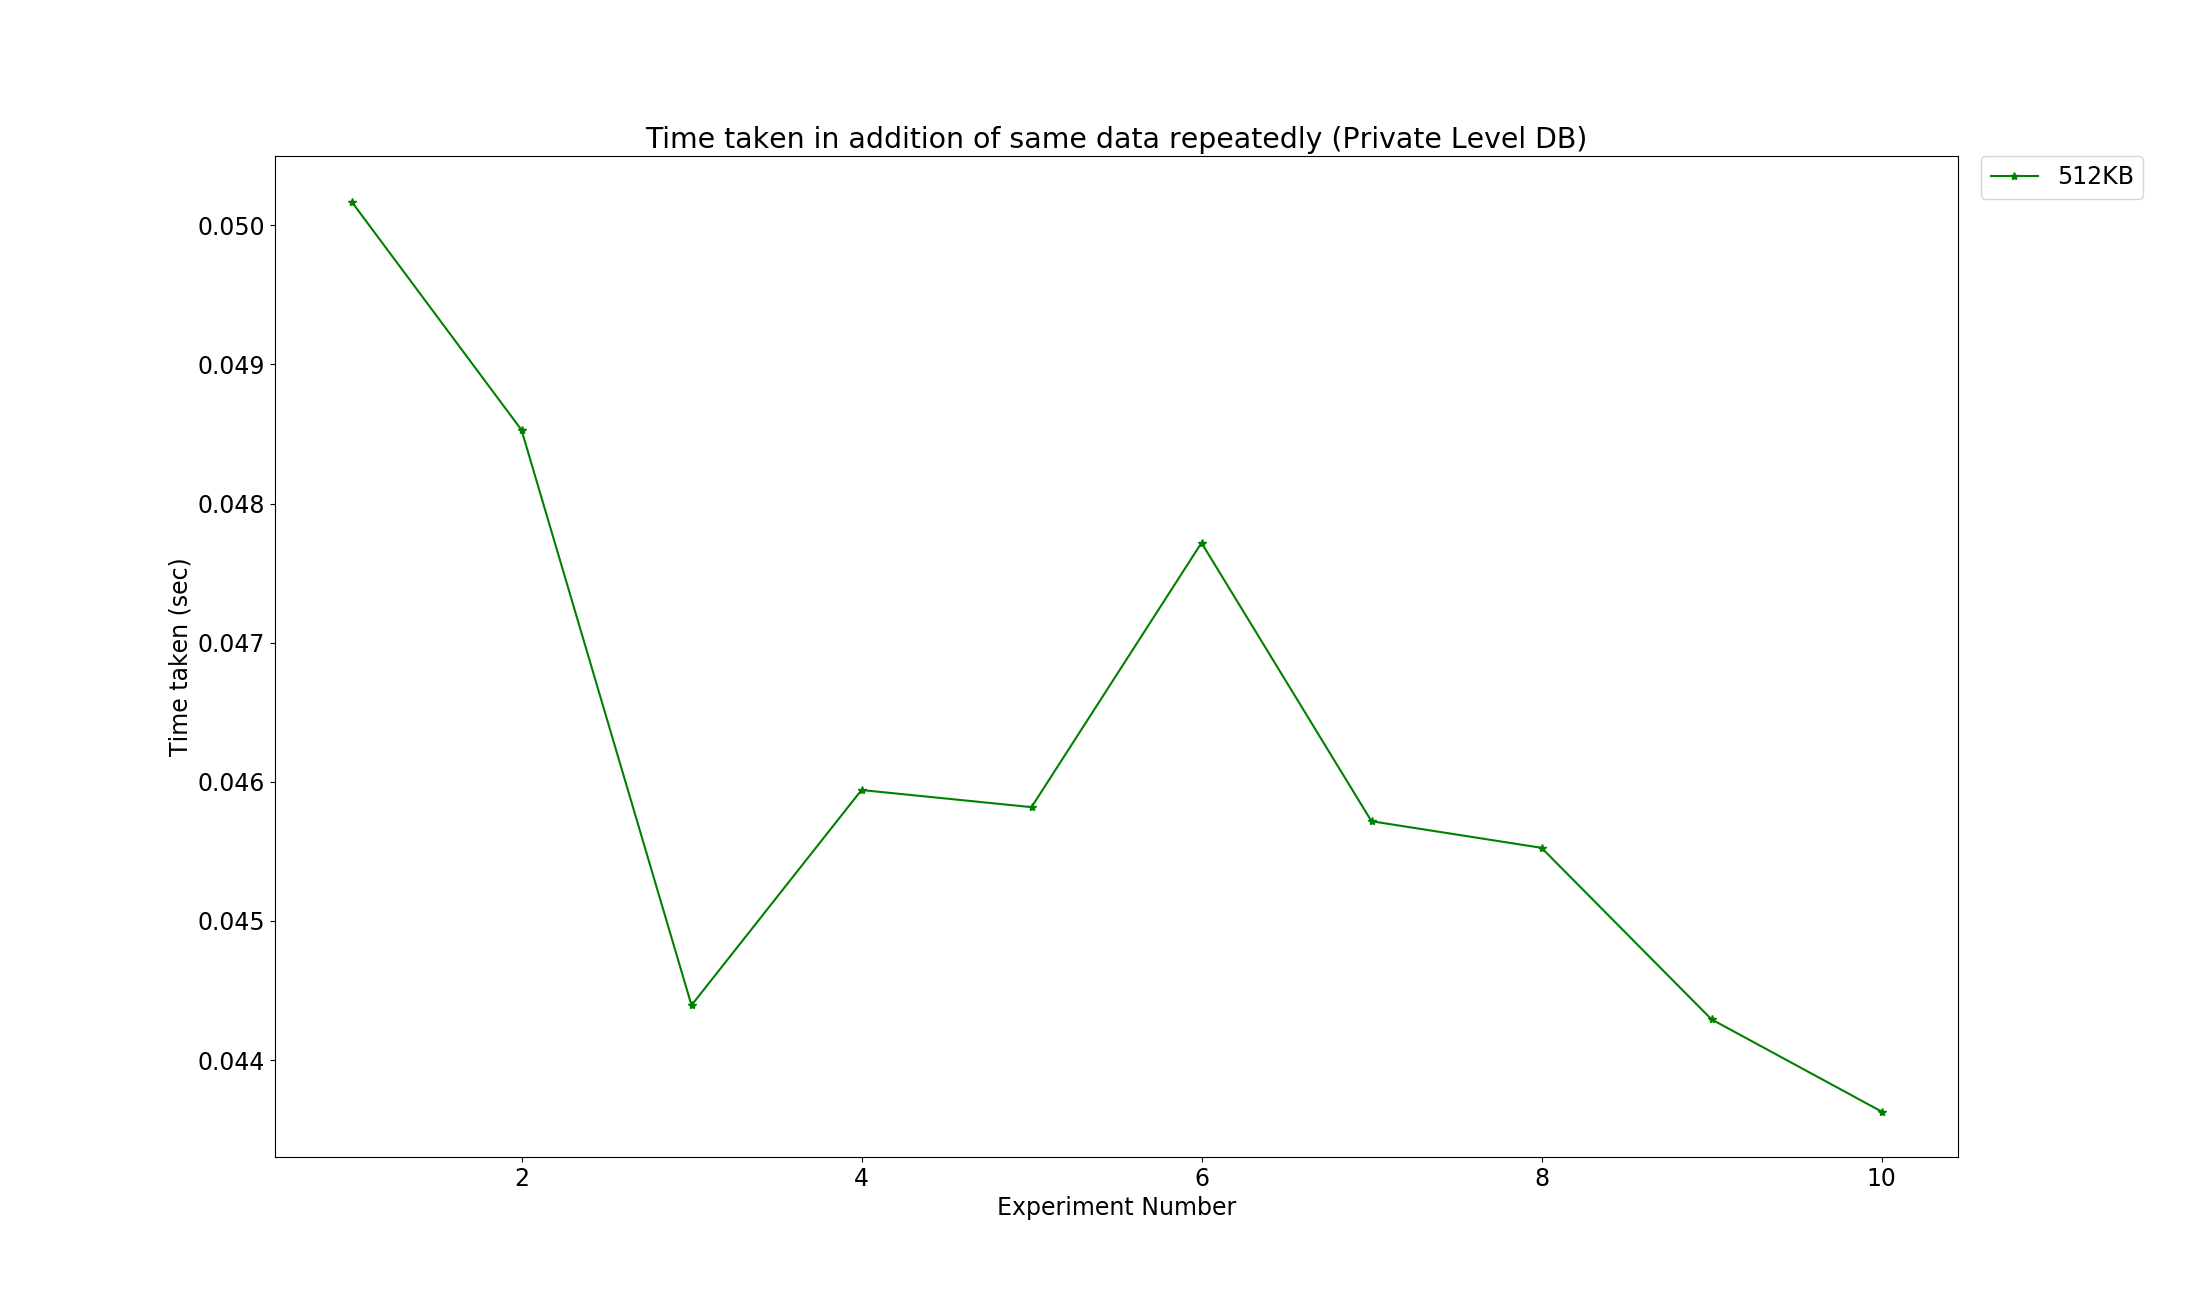 Time taken in addition of same data repeatedly (Private Level DB)
512KB
0.050
0.049
0.048
0.047
0.046
0.045
0.044
Time taken (sec)
2 4 6 8 10
Experiment Number